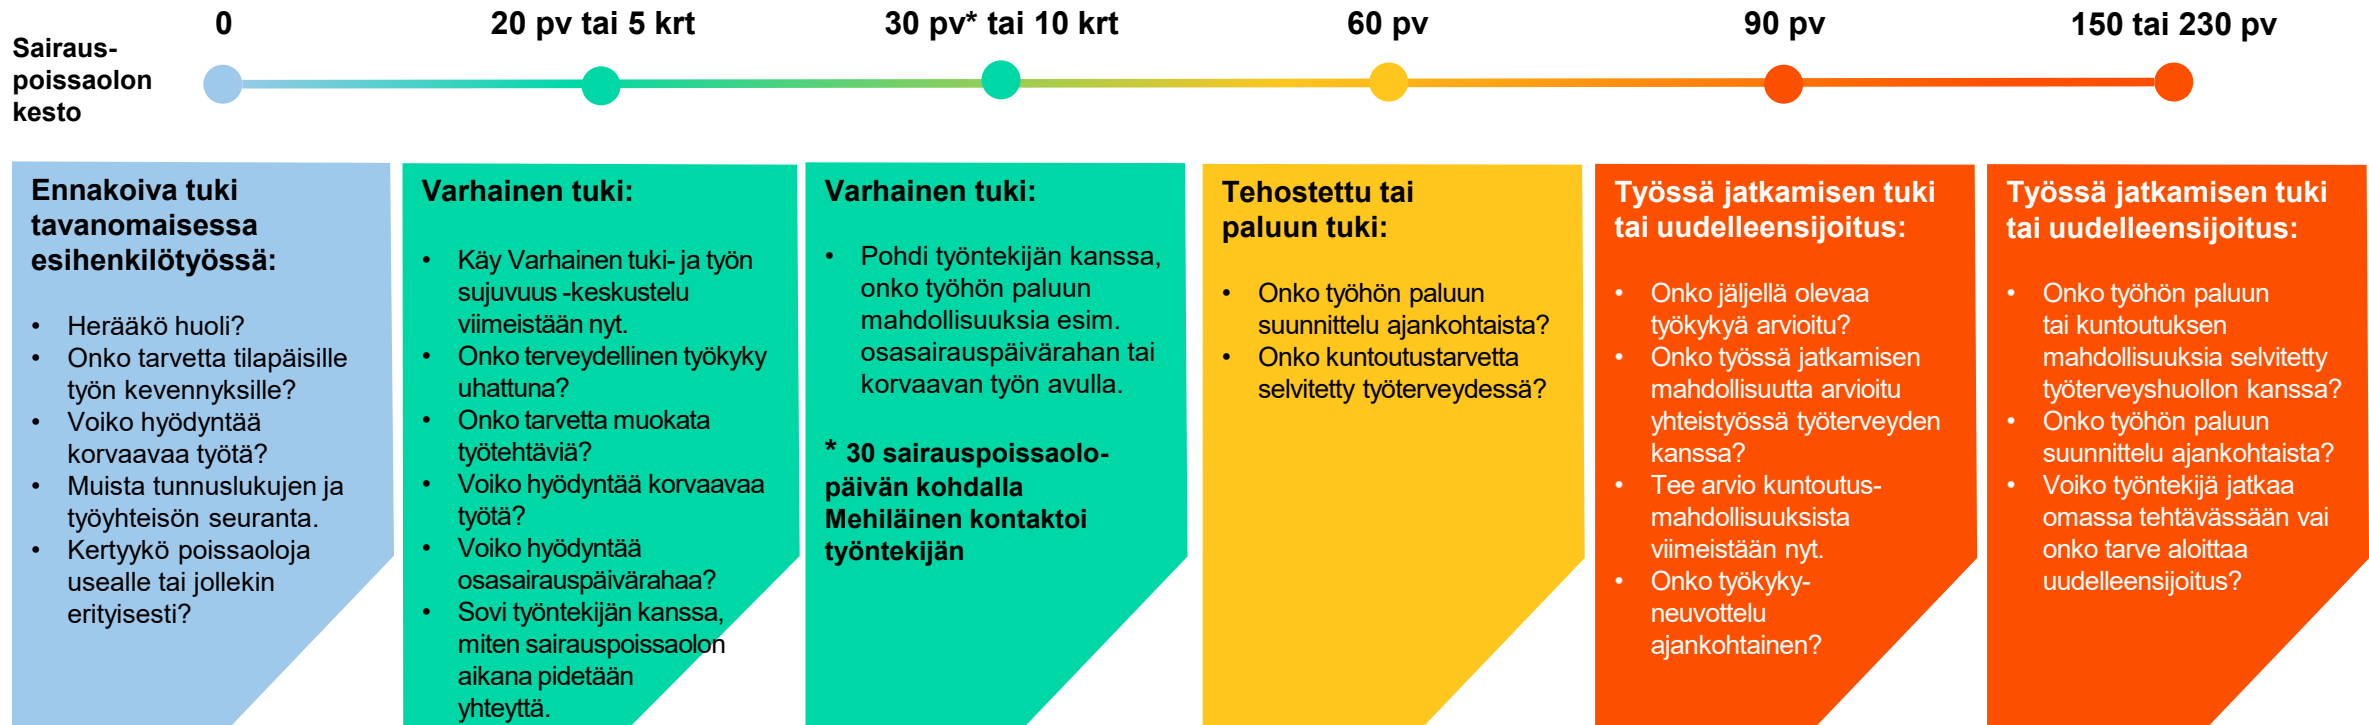 Sairaus-
poissaolon
kesto
0
20 pv tai 5 krt
30 pv* tai 10 krt
60 pv
90 pv
150 tai 230 pv
Ennakoiva tuki
tavanomaisessa
esihenkilötyössä:
• Herääkö huoli?
• Onko tarvetta tilapäisille
työn kevennyksille?
• Voiko hyödyntää
korvaavaa työtä?
• Muista tunnuslukujen ja
työyhteisön seuranta.
• Kertyykö poissaoloja
usealle tai jollekin
erityisesti?
Varhainen tuki:
• Käy Varhainen tuki- ja työn
sujuvuus -keskustelu
viimeistään nyt.
• Onko terveydellinen työkyky
uhattuna?
• Onko tarvetta muokata
työtehtäviä?
• Voiko hyödyntää korvaavaa
työtä?
• Voiko hyödyntää
osasairauspäivärahaa?
• Sovi työntekijän kanssa,
miten sairauspoissaolon
aikana pidetään
yhteyttä.
Varhainen tuki:
• Pohdi työntekijän kanssa,
onko työhön paluun
mahdollisuuksia esim.
osasairauspäivärahan tai
korvaavan työn avulla.
* 30 sairauspoissaolo-
päivän kohdalla
Mehiläinen kontaktoi
työntekijän
Tehostettu tai
paluun tuki:
• Onko työhön paluun
suunnittelu ajankohtaista?
• Onko kuntoutustarvetta
selvitetty työterveydessä?
Työssä jatkamisen tuki
tai uudelleensijoitus:
• Onko jäljellä olevaa
työkykyä arvioitu?
• Onko työssä jatkamisen
mahdollisuutta arvioitu
yhteistyössä työterveyden
kanssa?
• Tee arvio kuntoutus-
mahdollisuuksista
viimeistään nyt.
• Onko työkyky-
neuvottelu
ajankohtainen?
Työssä jatkamisen tuki
tai uudelleensijoitus:
• Onko työhön paluun
tai kuntoutuksen
mahdollisuuksia selvitetty
työterveyshuollon kanssa?
• Onko työhön paluun
suunnittelu ajankohtaista?
• Voiko työntekijä jatkaa
omassa tehtävässään vai
onko tarve aloittaa
uudelleensijoitus?